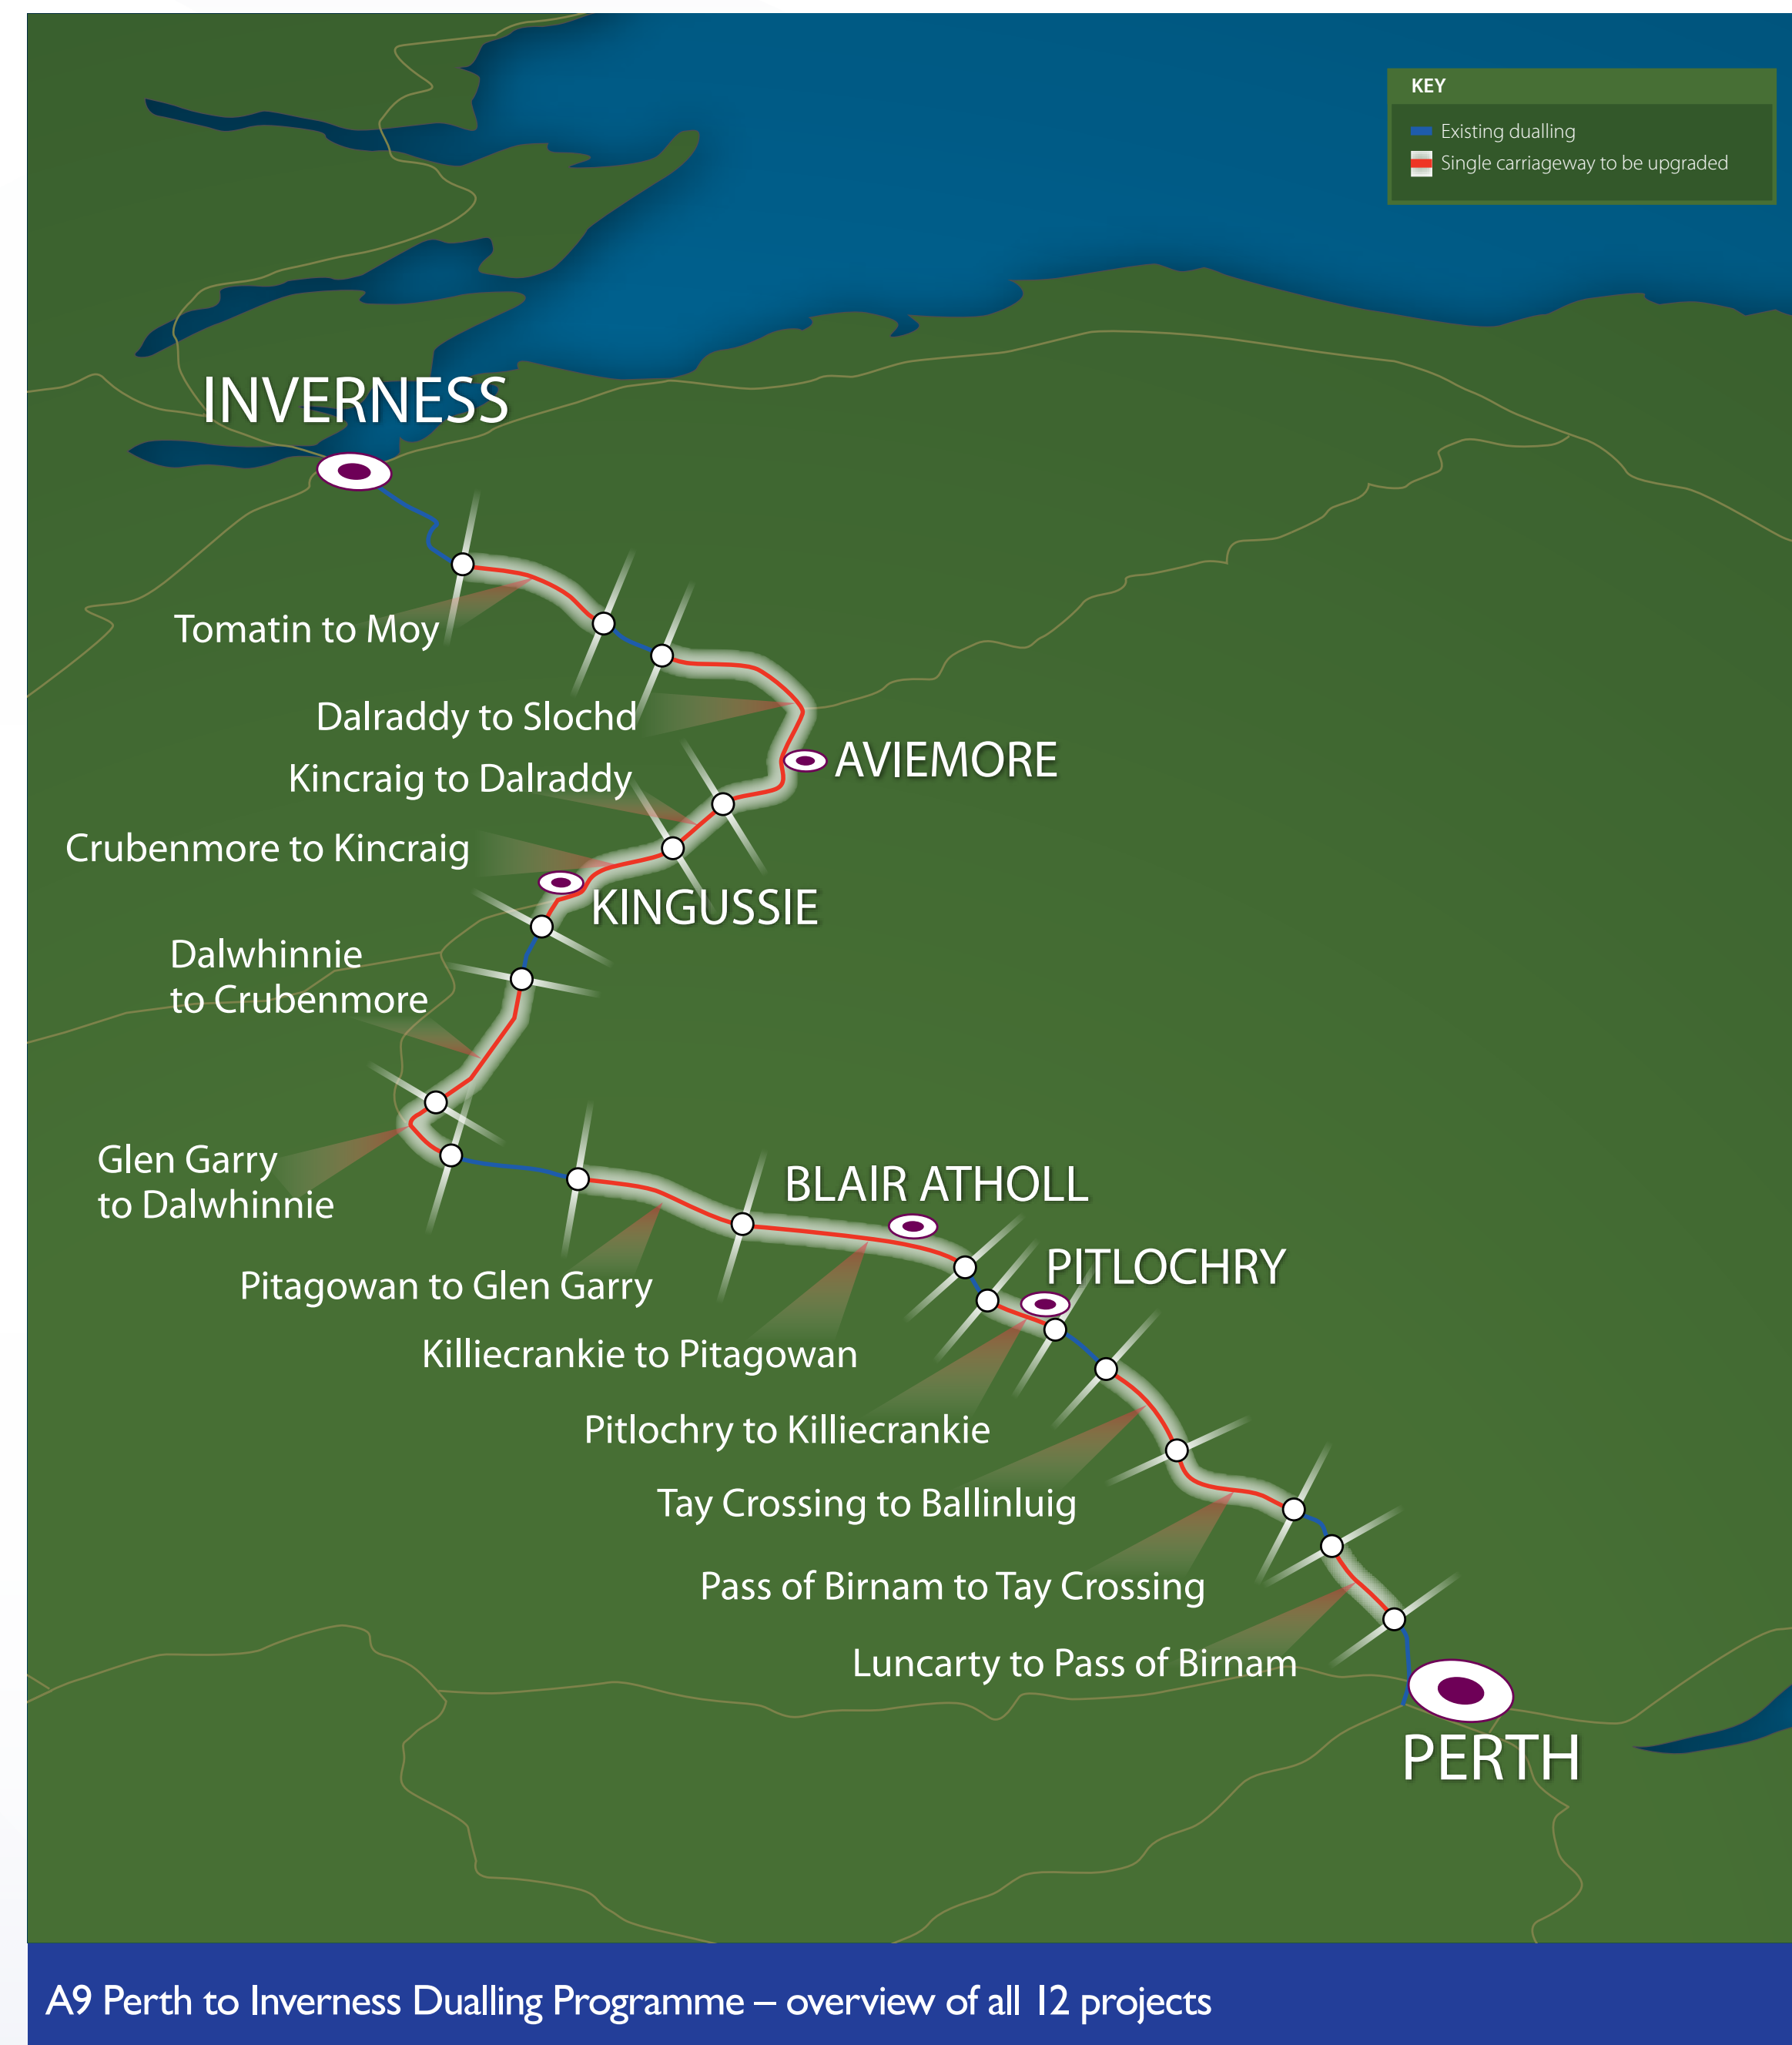 KEY
Existing dualling
Single carriageway to be upgraded
INVERNESS
Tomatin to Moy
Dalraddy to Slochd
AVIEMORE
Kincraig to Dalraddy
Crubenmore to Kincraig
KINGUSSIE
Dalwhinnie
to Crubenmore
Glen Garry
to Dalwhinnie
BLAIR ATHOLL
PITLOCHRY
Pitagowan to Glen Garry
Killiecrankie to Pitagowan
Pitlochry to Killiecrankie
Tay Crossing to Ballinluig
Pass of Birnam to Tay Crossing
Luncarty to Pass of Birnam
PERTH
A9 Perth to Inverness Dualling Programme – overview of all 12 projects